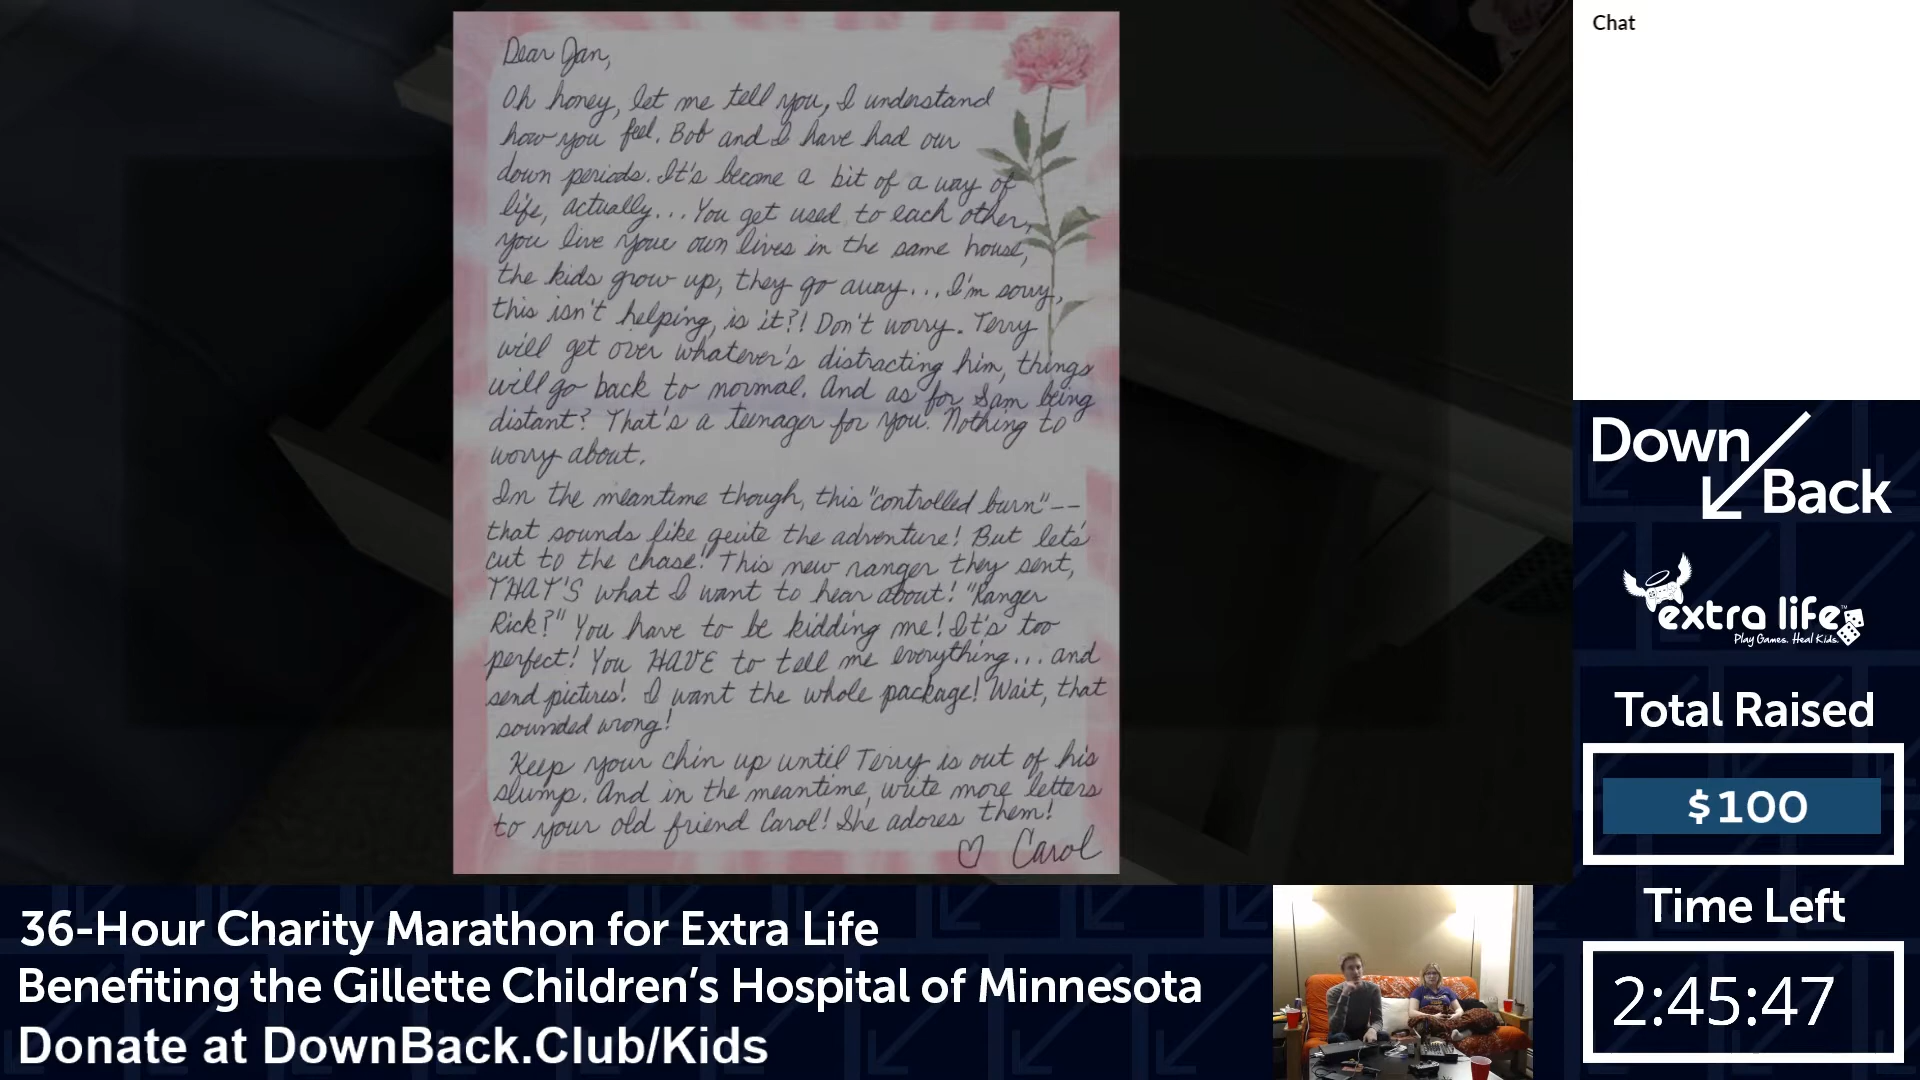 Dear Jan,
Oh honey, let me tell you, I understand
how you feel. Bob and I have had our
down periods. It's become a bit of a way of
life, actually... You get used to each other,
you live your own lives in the same house,
the kids grow up, they go away... I'm sorry,
this isn't helping, is it?! Don't worry. Terry
will get over whatever's distracting him, things
will go back to normal. And as for Sam being
distant? That's a teenager for you. Nothing to
worry about.
In the meantime though, this "controlled burn"--
that sounds like quite the adventure! But let's
cut to the chase! This new ranger they sent,
THAT'S what I want to hear about! "Ranger
Rick?" You have to be kidding me! It's too
perfect! You HAVE to tell me everything... and
send pictures! I want the whole package! Wait, that
sounded wrong!
Keep your chin up until Terry is out of his
slump. And in the meantime, write more letters
to your old friend Carol! She adores them!
♡ Carol
Chat
Down
Back
extra life™
Play Games. Heal Kids.
Total Raised
$100
Time Left
2:45:47
36-Hour Charity Marathon for Extra Life
Benefiting the Gillette Children's Hospital of Minnesota
Donate at DownBack.Club/Kids